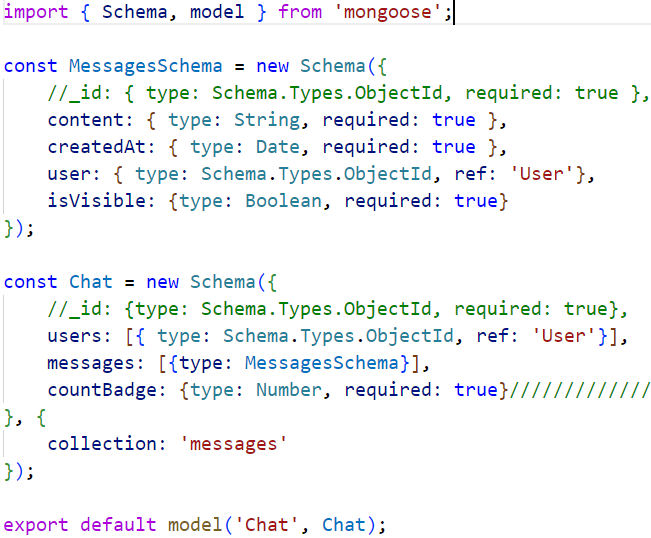 import { Schema, model } from 'mongoose';
const MessagesSchema = new Schema({
    //_id: { type: Schema.Types.ObjectId, required: true },
    content: { type: String, required: true },
    createdAt: { type: Date, required: true },
    user: { type: Schema.Types.ObjectId, ref: 'User'},
    isVisible: {type: Boolean, required: true}
});
const Chat = new Schema({
    //_id: {type: Schema.Types.ObjectId, required: true},
    users: [{ type: Schema.Types.ObjectId, ref: 'User'}],
    messages: [{type: MessagesSchema}],
    countBadge: {type: Number, required: true}/////////////
}, {
    collection: 'messages'
});
export default model('Chat', Chat);